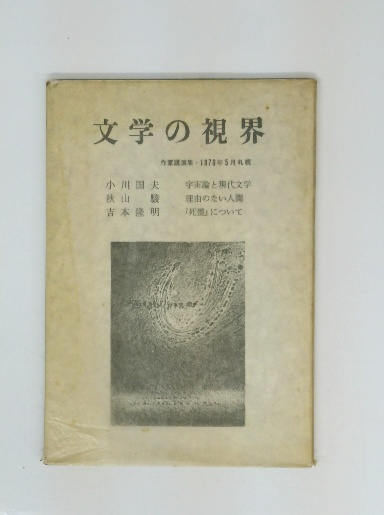 文学の視界
作家講演集・1979年5月札幌
小川国夫 宇宙論と現代文学
秋山 駿 理由のない人間
吉本隆明 「死霊」について